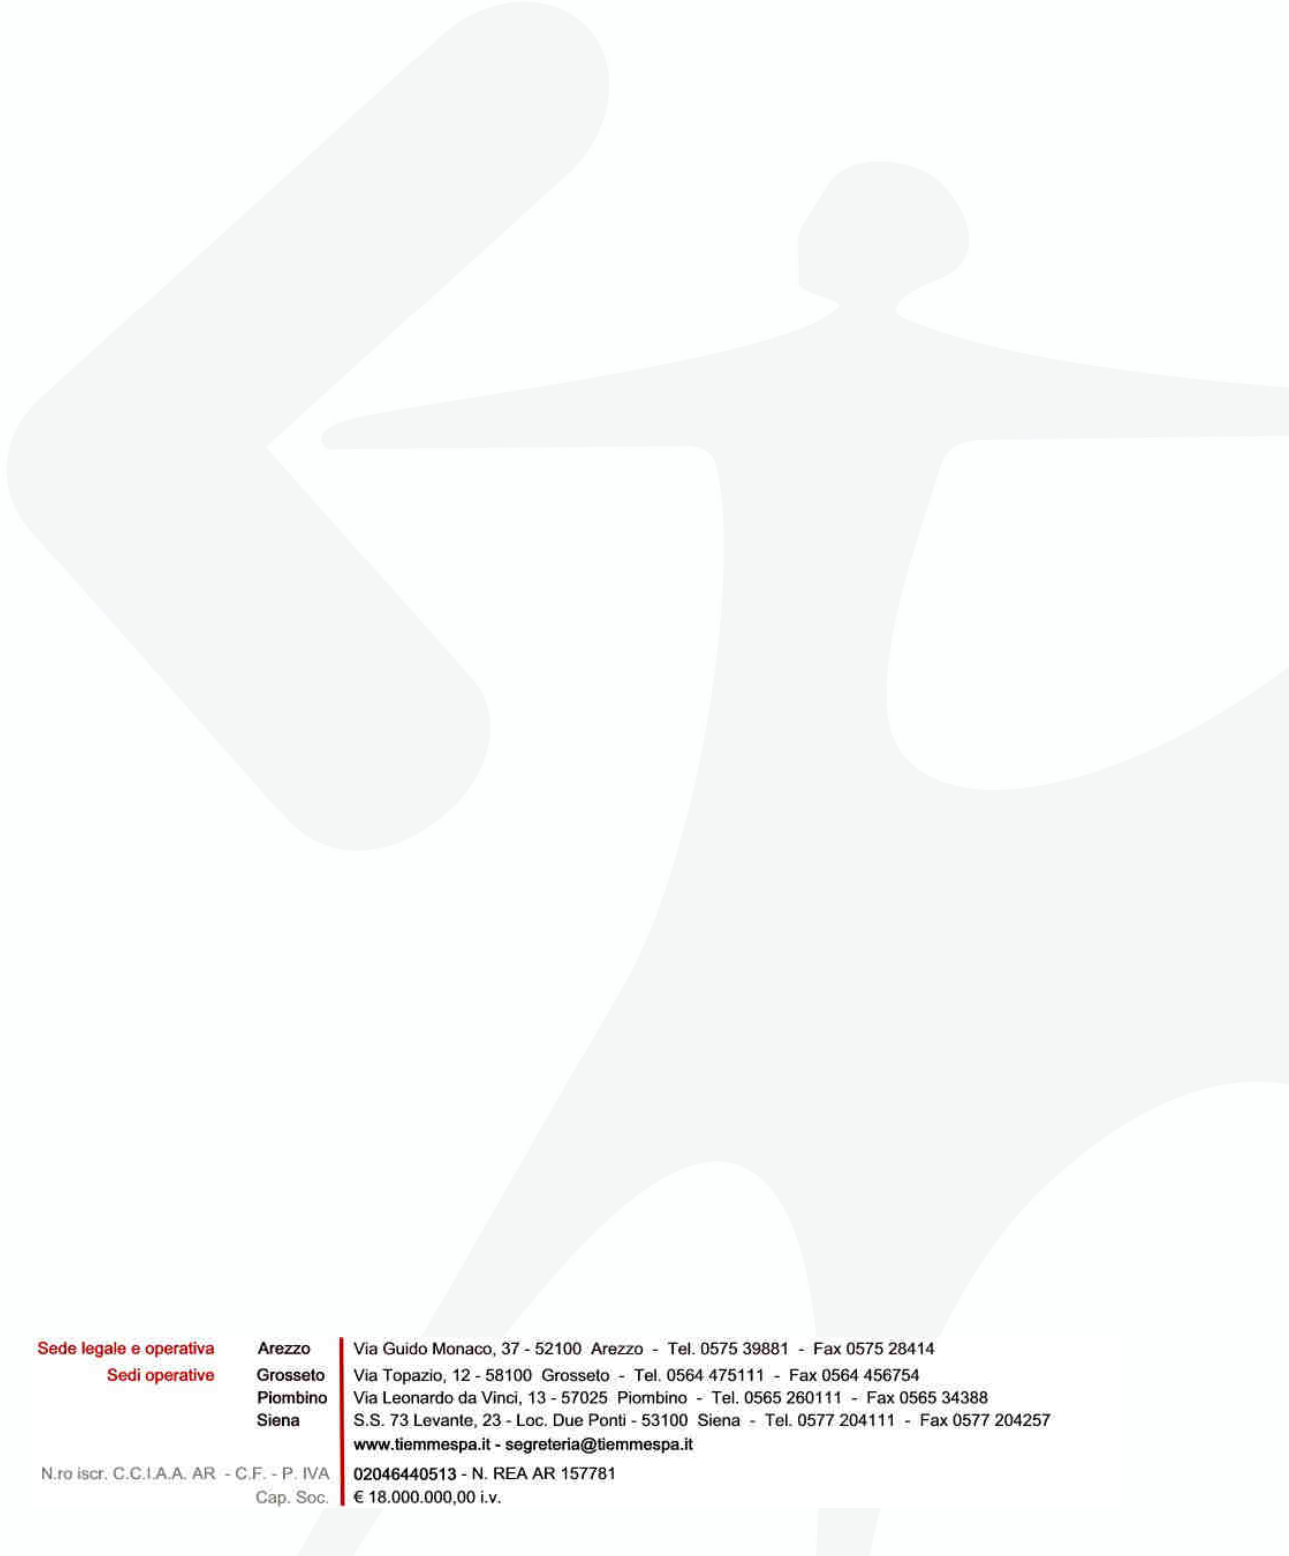 Sede legale e operativa Arezzo Via Guido Monaco, 37 - 52100 Arezzo - Tel. 0575 39881 - Fax 0575 28414
Sedi operative Grosseto Via Topazio, 12 - 58100 Grosseto - Tel. 0564 475111 - Fax 0564 456754
Piombino Via Leonardo da Vinci, 13 - 57025 Piombino - Tel. 0565 260111 - Fax 0565 34388
Siena S.S. 73 Levante, 23 - Loc. Due Ponti - 53100 Siena - Tel. 0577 204111 - Fax 0577 204257
www.tiemmespa.it - segreteria@tiemmespa.it
N.ro iscr. C.C.I.A.A. AR - C.F. - P. IVA 02046440513 - N. REA AR 157781
Cap. Soc. € 18.000.000,00 i.v.